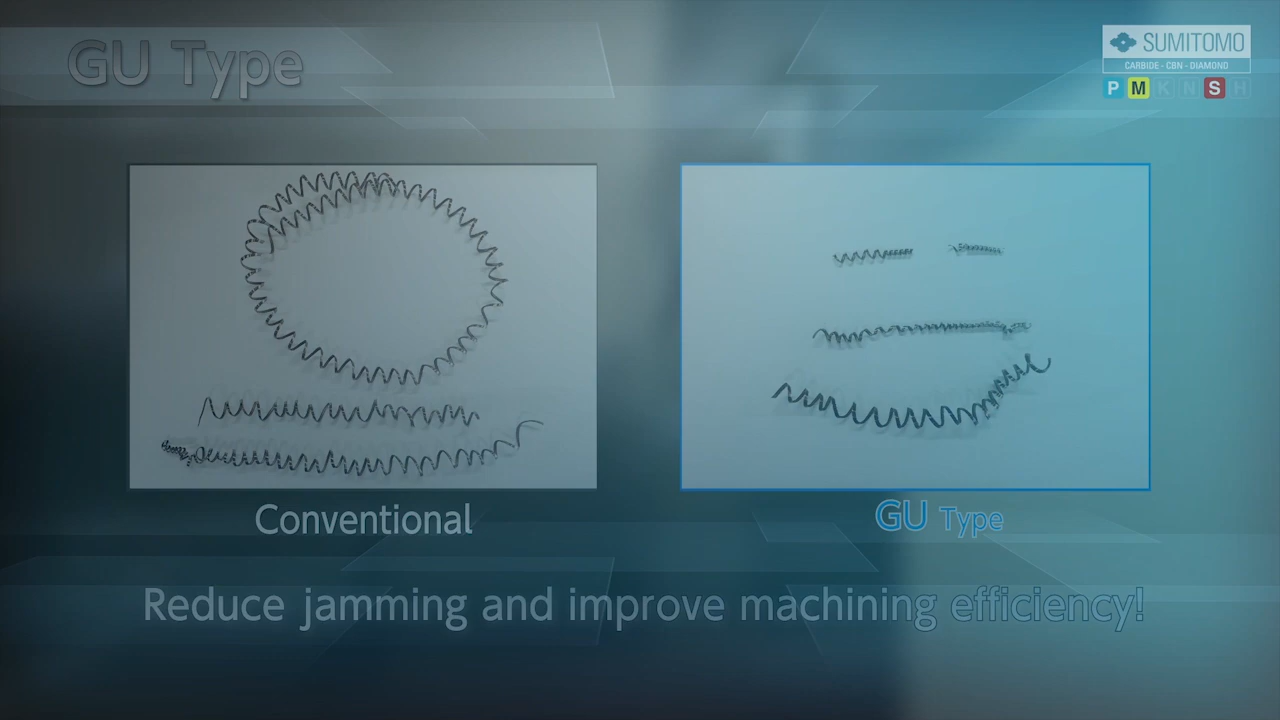 GU Type
SUMITOMO
CARBIDE - CBN - DIAMOND
P M K N S H
Conventional
GU Type
Reduce jamming and improve machining efficiency!